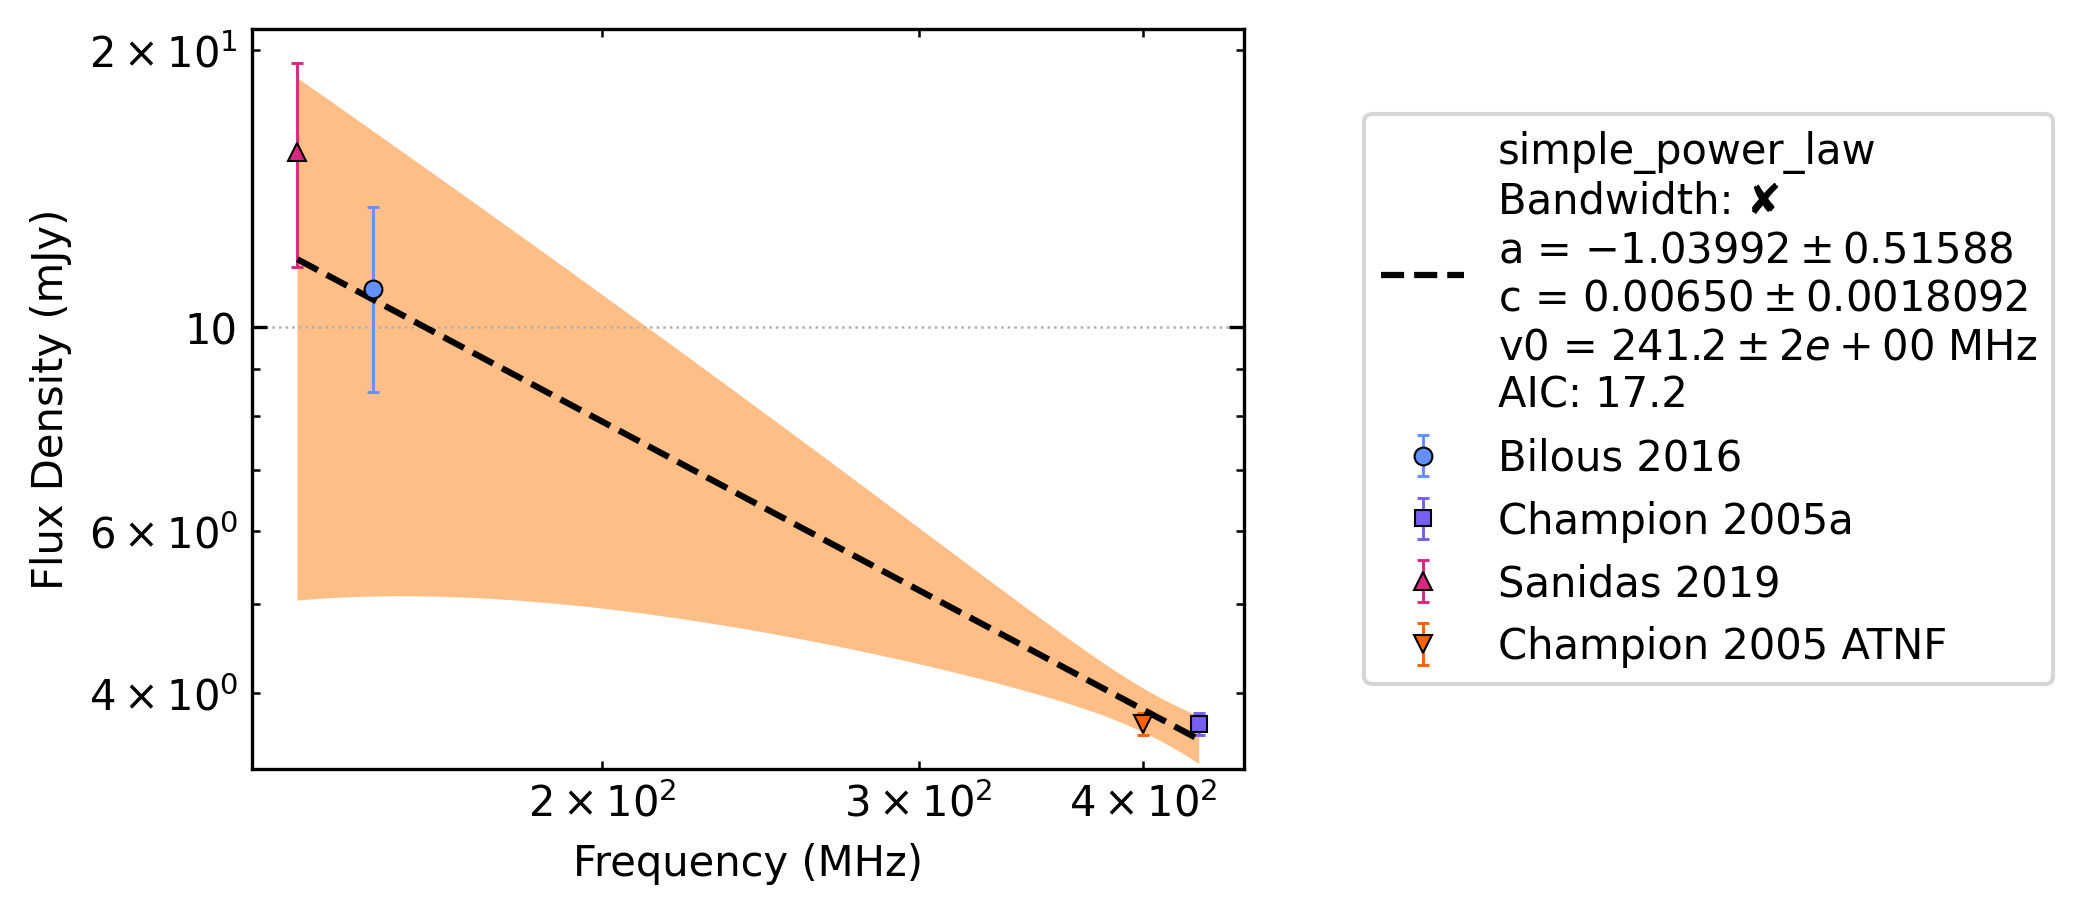 2 × 10¹
10
6 × 10⁰
4 × 10⁰
Flux Density (mJy)
2 × 10²
3 × 10²
4 × 10²
Frequency (MHz)
simple_power_law
Bandwidth: ✘
a = −1.03992 ± 0.51588
c = 0.00650 ± 0.0018092
v0 = 241.2 ± 2e + 00 MHz
AIC: 17.2
Bilous 2016
Champion 2005a
Sanidas 2019
Champion 2005 ATNF